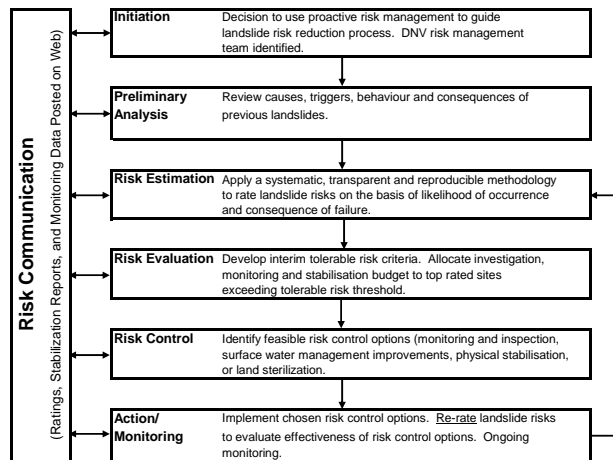 Risk Communication
(Ratings, Stabilization Reports, and Monitoring Data Posted on Web)
Initiation
Decision to use proactive risk management to guide
landslide risk reduction process. DNV risk management
team identified.
Preliminary
Analysis
Review causes, triggers, behaviour and consequences of
previous landslides.
Risk Estimation
Apply a systematic, transparent and reproducible methodology
to rate landslide risks on the basis of likelihood of occurrence
and consequence of failure.
Risk Evaluation
Develop interim tolerable risk criteria. Allocate investigation,
monitoring and stabilisation budget to top rated sites
exceeding tolerable risk threshold.
Risk Control
Identify feasible risk control options (monitoring and inspection,
surface water management improvements, physical stabilisation,
or land sterilization.
Action/
Monitoring
Implement chosen risk control options. Re-rate landslide risks
to evaluate effectiveness of risk control options. Ongoing
monitoring.